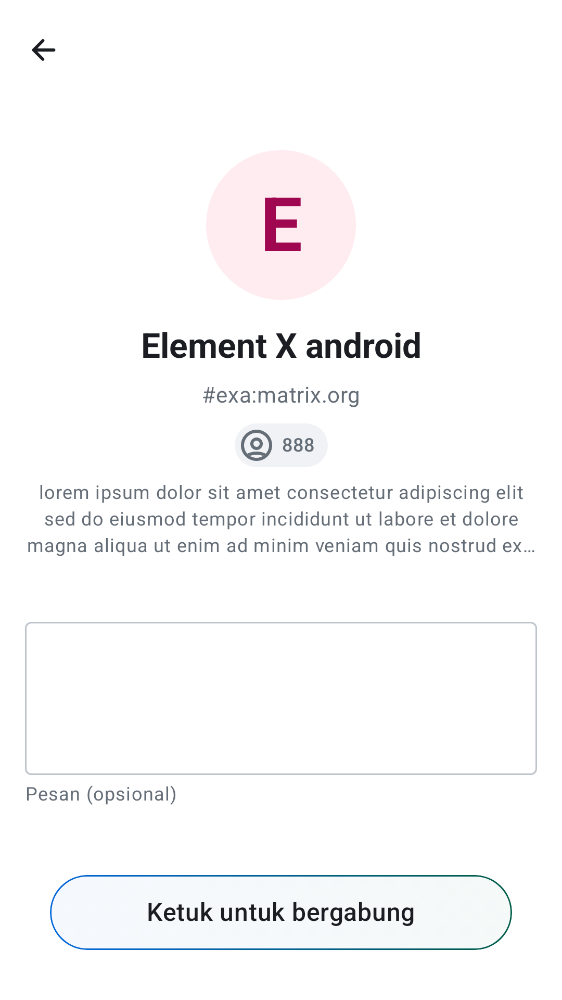 E
Element X android
#exa:matrix.org
888
lorem ipsum dolor sit amet consectetur adipiscing elit
sed do eiusmod tempor incididunt ut labore et dolore
magna aliqua ut enim ad minim veniam quis nostrud ex…
Pesan (opsional)
Ketuk untuk bergabung